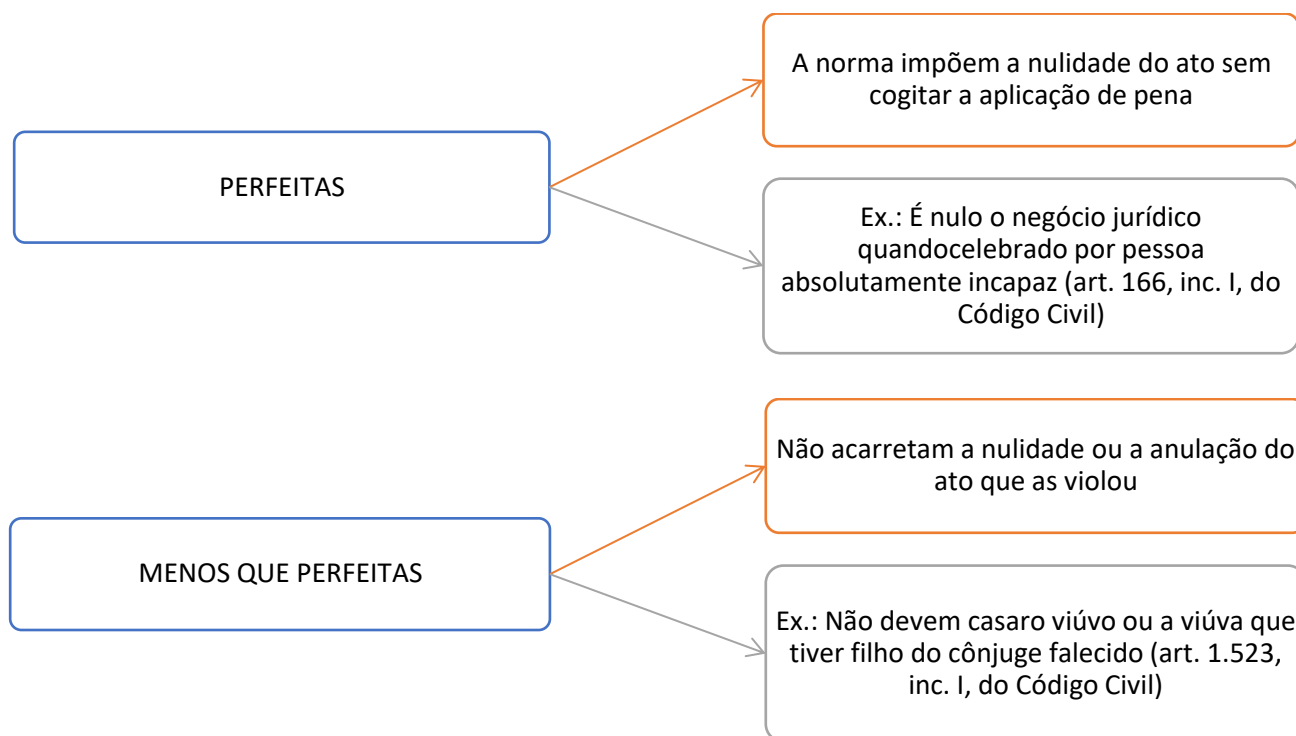 PERFEITAS
A norma impõem a nulidade do ato sem
cogitar a aplicação de pena
Ex.: É nulo o negócio jurídico
quandocelebrado por pessoa
absolutamente incapaz (art. 166, inc. I, do
Código Civil)
MENOS QUE PERFEITAS
Não acarretam a nulidade ou a anulação do
ato que as violou
Ex.: Não devem casaro viúvo ou a viúva que
tiver filho do cônjuge falecido (art. 1.523,
inc. I, do Código Civil)